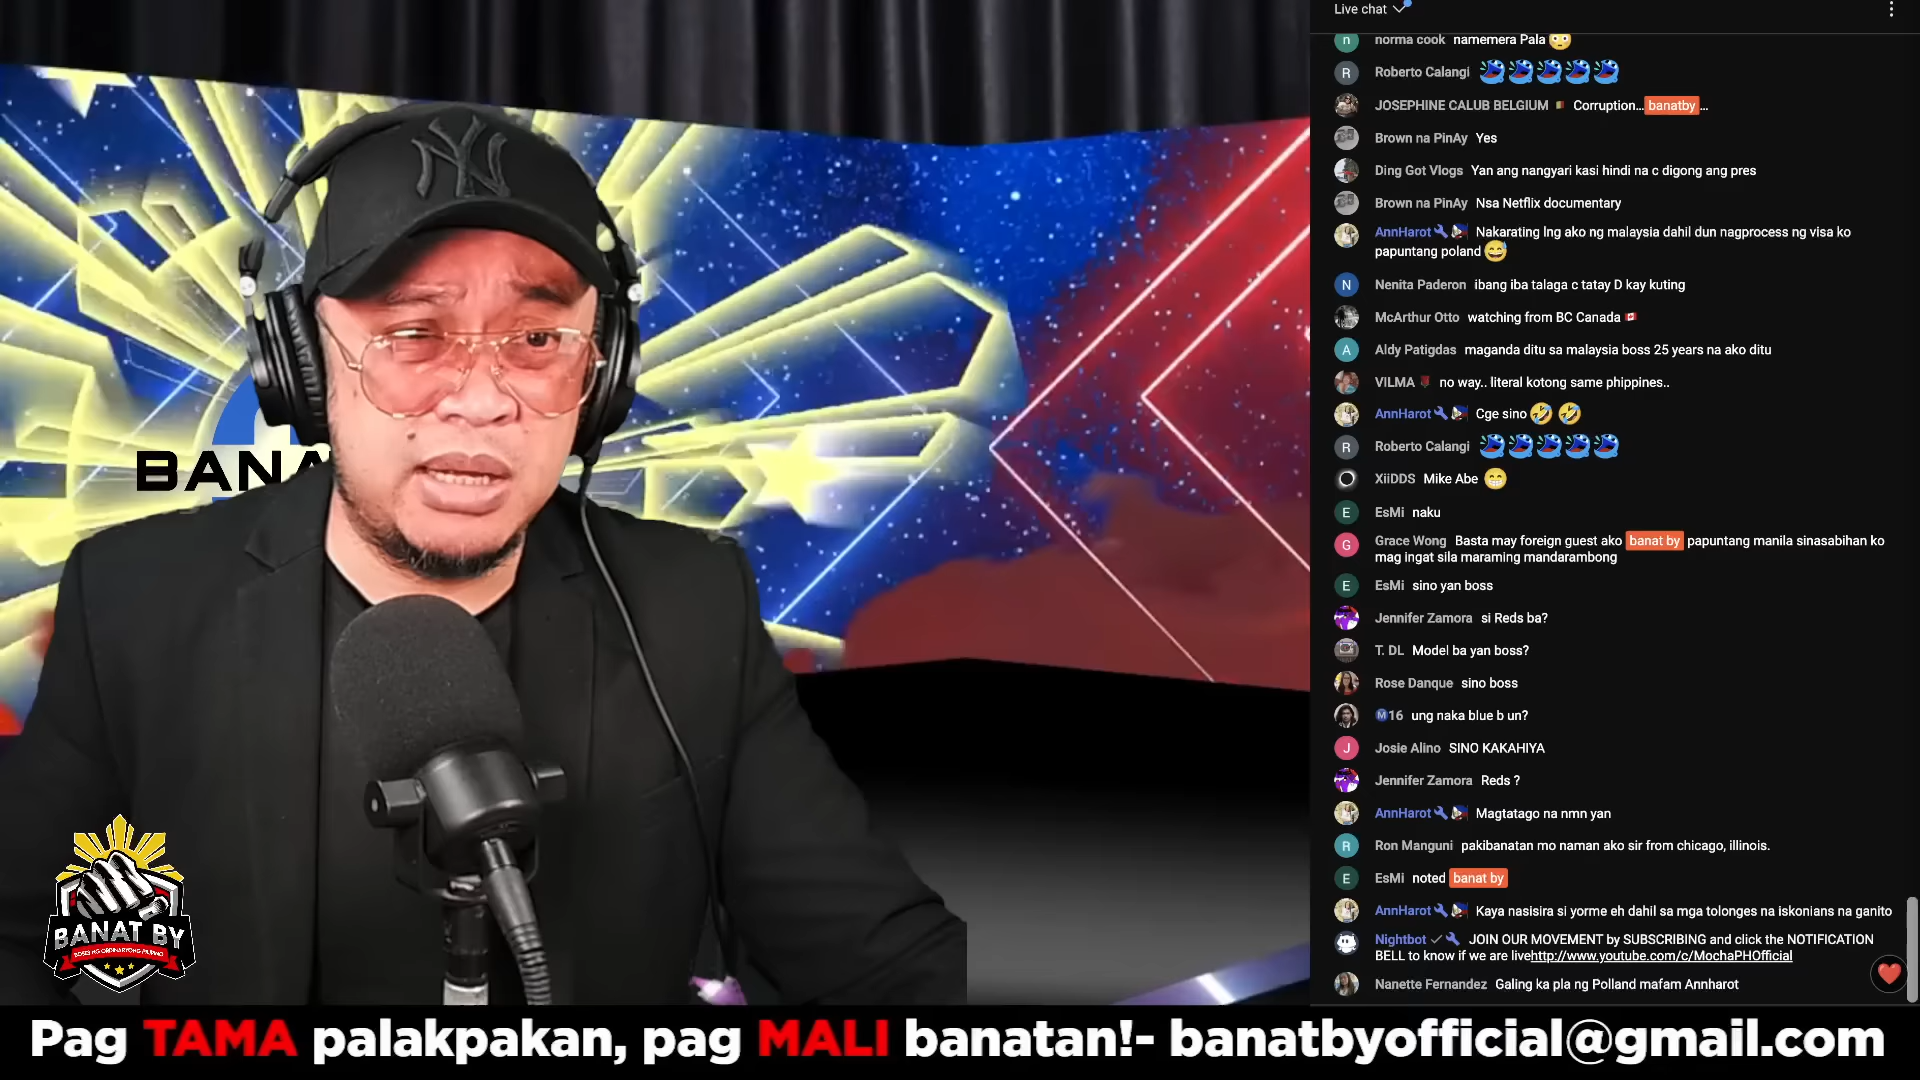 NY
BANA
BANAT BY
Live chat
norma cook namemera Pala
R Roberto Calangi
JOSEPHINE CALUB BELGIUM Corruption...banatby...
Brown na PinAy Yes
Ding Got Vlogs Yan ang nangyari kasi hindi na c digong ang pres
Brown na PinAy Nsa Netflix documentary
AnnHarot Nakarating lng ako ng malaysia dahil dun nagprocess ng visa ko
papuntang poland
N Nenita Paderon ibang iba talaga c tatay D kay kuting
McArthur Otto watching from BC Canada
A Aldy Patigdas maganda ditu sa malaysia boss 25 years na ako ditu
VILMA no way.. literal kotong same phippines..
AnnHarot Cge sino
R Roberto Calangi
XiiDDS Mike Abe
E EsMi naku
G Grace Wong Basta may foreign guest ako banat by papuntang manila sinasabihan ko
mag ingat sila maraming mandarambong
E EsMi sino yan boss
Jennifer Zamora si Reds ba?
T. DL Model ba yan boss?
Rose Danque sino boss
M16 ung naka blue b un?
J Josie Alino SINO KAKAHIYA
Jennifer Zamora Reds ?
AnnHarot Magtatago na nmn yan
R Ron Manguni pakibanatan mo naman ako sir from chicago, illinois.
E EsMi noted banat by
AnnHarot Kaya nasisira si yorme eh dahil sa mga tolonges na iskonians na ganito
Nightbot JOIN OUR MOVEMENT by SUBSCRIBING and click the NOTIFICATION
BELL to know if we are livehttp://www.youtube.com/c/MochaPHOfficial
Nanette Fernandez Galing ka pla ng Polland mafam Annharot
Pag TAMA palakpakan, pag MALI banatan!- banatbyofficial@gmail.com